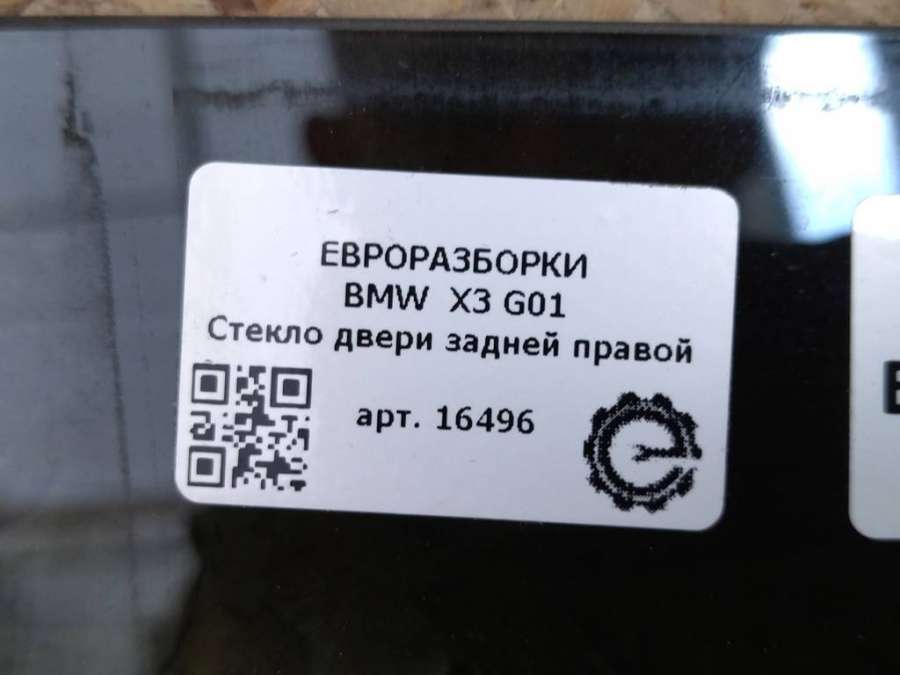 ЕВРОРАЗБОРКИ
BMW X3 G01
Стекло двери задней правой
арт. 16496